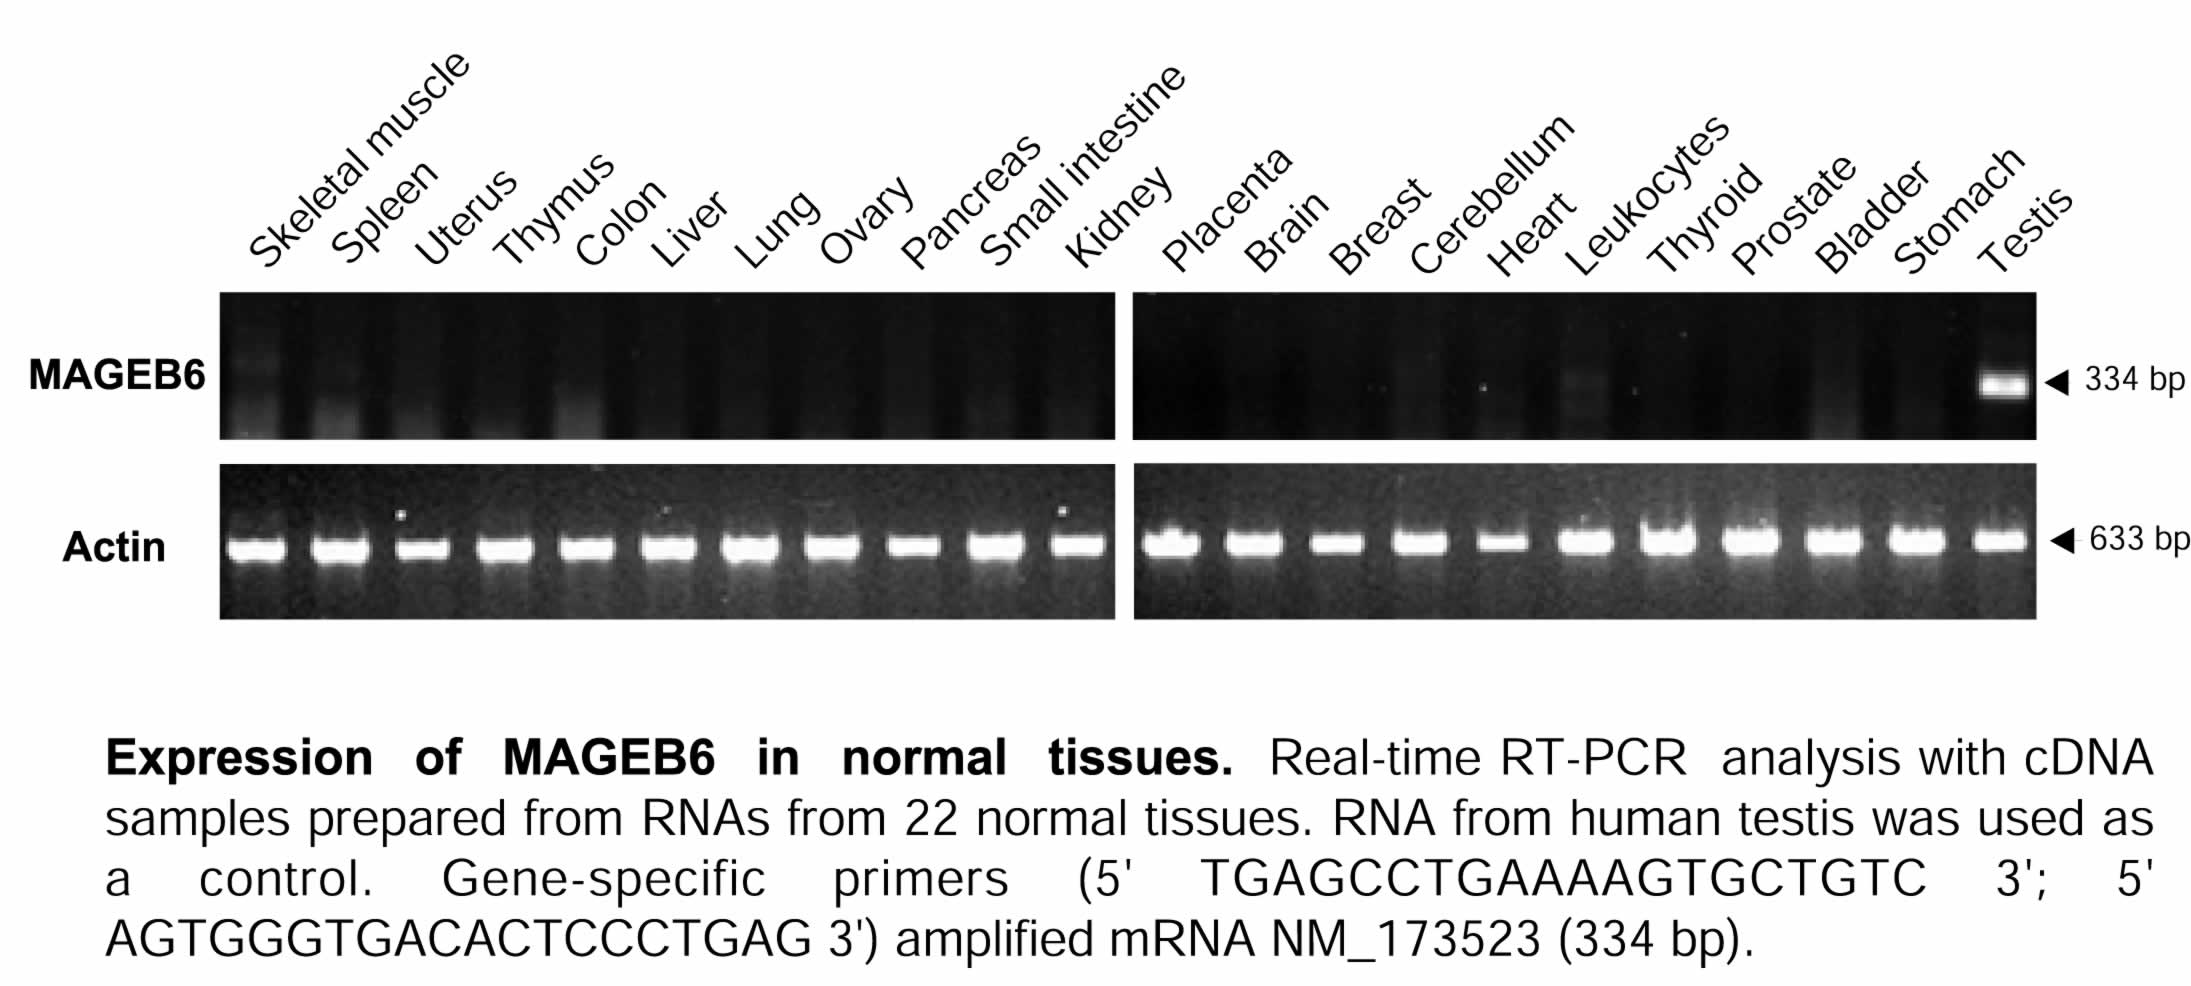 Skeletal muscle
Spleen
Uterus
Thymus
Colon
Liver
Lung
Ovary
Pancreas
Small intestine
Kidney
Placenta
Brain
Breast
Cerebellum
Heart
Leukocytes
Thyroid
Prostate
Bladder
Stomach
Testis
MAGEB6
334 bp
Actin
633 bp
Expression of MAGEB6 in normal tissues. Real-time RT-PCR analysis with cDNA
samples prepared from RNAs from 22 normal tissues. RNA from human testis was used as
a control. Gene-specific primers (5' TGAGCCTGAAAAGTGCTGTC 3'; 5'
AGTGGGTGACACTCCCTGAG 3') amplified mRNA NM_173523 (334 bp).